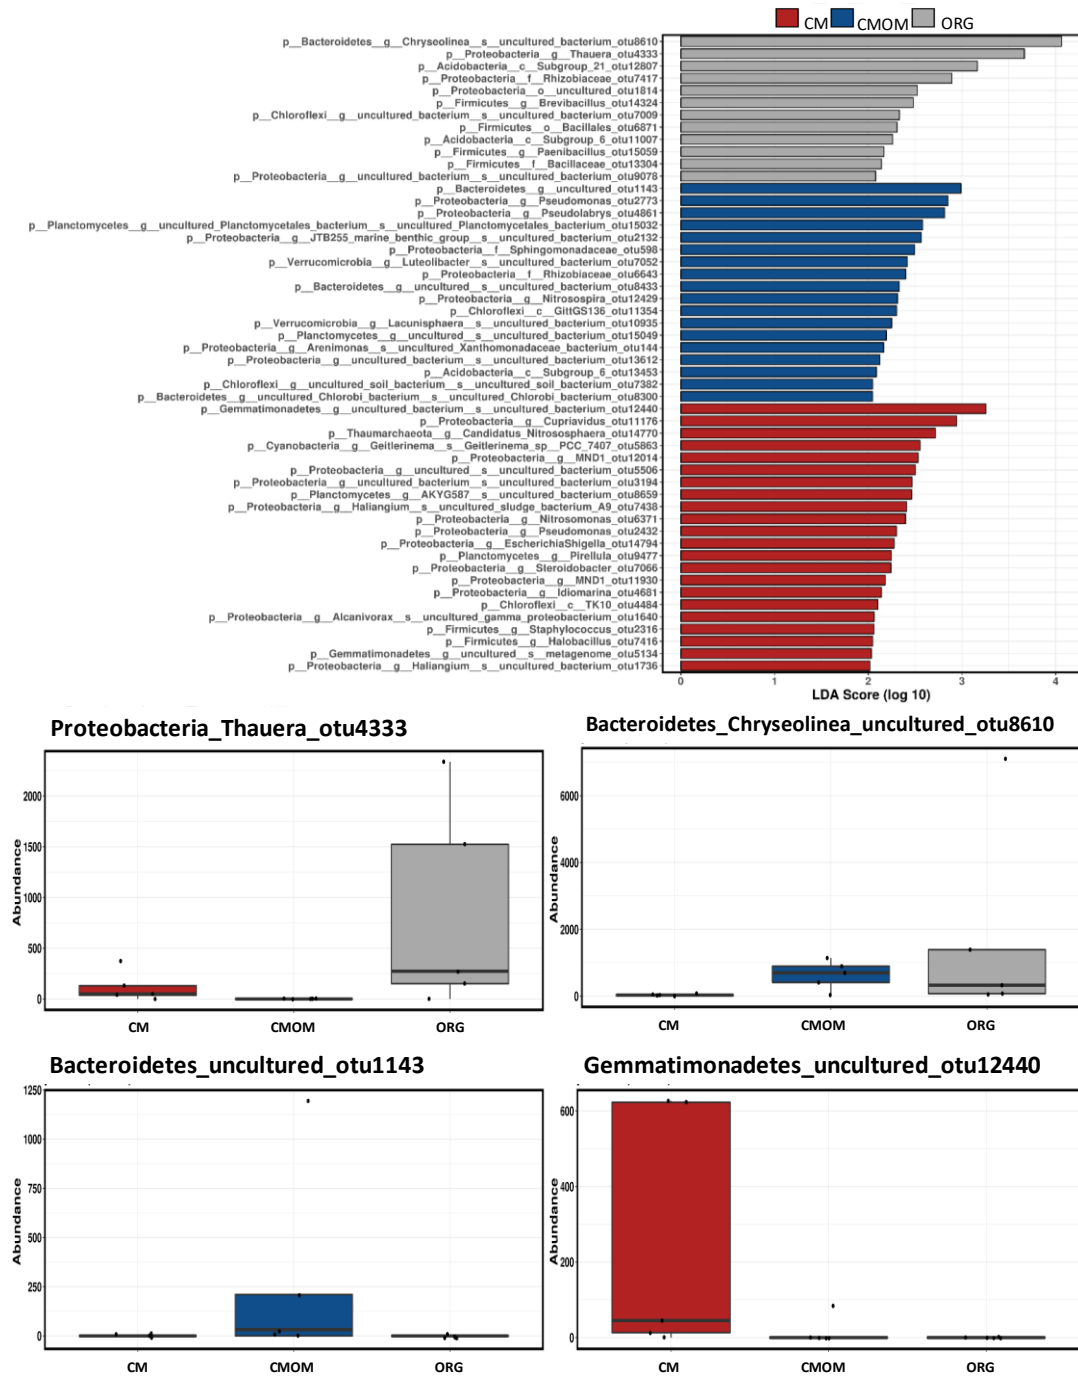 CM CMOM ORG
p__Bacteroidetes__g__Chryseolinea__s__uncultured_bacterium_otu8610
p__Proteobacteria__g__Thauera_otu4333
p__Acidobacteria__c__Subgroup_21_otu12807
p__Proteobacteria__f__Rhizobiaceae_otu7417
p__Proteobacteria__o__uncultured_otu1814
p__Firmicutes__g__Brevibacillus_otu14324
p__Chloroflexi__g__uncultured_bacterium__s__uncultured_bacterium_otu7009
p__Firmicutes__o__Bacillales_otu6871
p__Acidobacteria__c__Subgroup_6_otu11007
p__Firmicutes__g__Paenibacillus_otu15059
p__Firmicutes__f__Bacillaceae_otu13304
p__Proteobacteria__g__uncultured_bacterium__s__uncultured_bacterium_otu9078
p__Bacteroidetes__g__uncultured_otu1143
p__Proteobacteria__g__Pseudomonas_otu2773
p__Proteobacteria__g__Pseudolabrys_otu4861
p__Planctomycetes__g__uncultured_Planctomycetales_bacterium__s__uncultured_Planctomycetales_bacterium_otu15032
p__Proteobacteria__g__JTB255_marine_benthic_group__s__uncultured_bacterium_otu2132
p__Proteobacteria__f__Sphingomonadaceae_otu598
p__Verrucomicrobia__g__Luteolibacter__s__uncultured_bacterium_otu7052
p__Proteobacteria__f__Rhizobiaceae_otu6643
p__Bacteroidetes__g__uncultured__s__uncultured_bacterium_otu8433
p__Proteobacteria__g__Nitrosospira_otu12429
p__Chloroflexi__c__GittGS136_otu11354
p__Verrucomicrobia__g__Lacunisphaera__s__uncultured_bacterium_otu10935
p__Planctomycetes__g__uncultured__s__uncultured_bacterium_otu15049
p__Proteobacteria__g__Arenimonas__s__uncultured_Xanthomonadaceae_bacterium_otu144
p__Proteobacteria__g__uncultured_bacterium__s__uncultured_bacterium_otu13612
p__Acidobacteria__c__Subgroup_6_otu13453
p__Chloroflexi__g__uncultured_soil_bacterium__s__uncultured_soil_bacterium_otu7382
p__Bacteroidetes__g__uncultured_Chlorobi_bacterium__s__uncultured_Chlorobi_bacterium_otu8300
p__Gemmatimonadetes__g__uncultured_bacterium__s__uncultured_bacterium_otu12440
p__Proteobacteria__g__Cupriavidus_otu11176
p__Thaumarchaeota__g__Candidatus_Nitrososphaera_otu14770
p__Cyanobacteria__g__Geitlerinema__s__Geitlerinema_sp__PCC_7407_otu5863
p__Proteobacteria__g__MND1_otu12014
p__Proteobacteria__g__uncultured__s__uncultured_bacterium_otu5506
p__Proteobacteria__g__uncultured_bacterium__s__uncultured_bacterium_otu3194
p__Planctomycetes__g__AKYG587__s__uncultured_bacterium_otu8659
p__Proteobacteria__g__Haliangium__s__uncultured_sludge_bacterium_A9_otu7438
p__Proteobacteria__g__Nitrosomonas_otu6371
p__Proteobacteria__g__Pseudomonas_otu2432
p__Proteobacteria__g__EscherichiaShigella_otu14794
p__Planctomycetes__g__Pirellula_otu9477
p__Proteobacteria__g__Steroidobacter_otu7066
p__Proteobacteria__g__MND1_otu11930
p__Proteobacteria__g__Idiomarina_otu4681
p__Chloroflexi__c__TK10_otu4484
p__Proteobacteria__g__Alcanivorax__s__uncultured_gamma_proteobacterium_otu1640
p__Firmicutes__g__Staphylococcus_otu2316
p__Firmicutes__g__Halobacillus_otu7416
p__Gemmatimonadetes__g__uncultured__s__metagenome_otu5134
p__Proteobacteria__g__Haliangium__s__uncultured_bacterium_otu1736
0 1 2 3 4
LDA Score (log 10)
Proteobacteria_Thauera_otu4333
Abundance
2000
1500
1000
500
0
CM CMOM ORG
Bacteroidetes_Chryseolinea_uncultured_otu8610
Abundance
6000
4000
2000
0
CM CMOM ORG
Bacteroidetes_uncultured_otu1143
Abundance
1250
1000
750
500
250
0
CM CMOM ORG
Gemmatimonadetes_uncultured_otu12440
Abundance
600
400
200
0
CM CMOM ORG